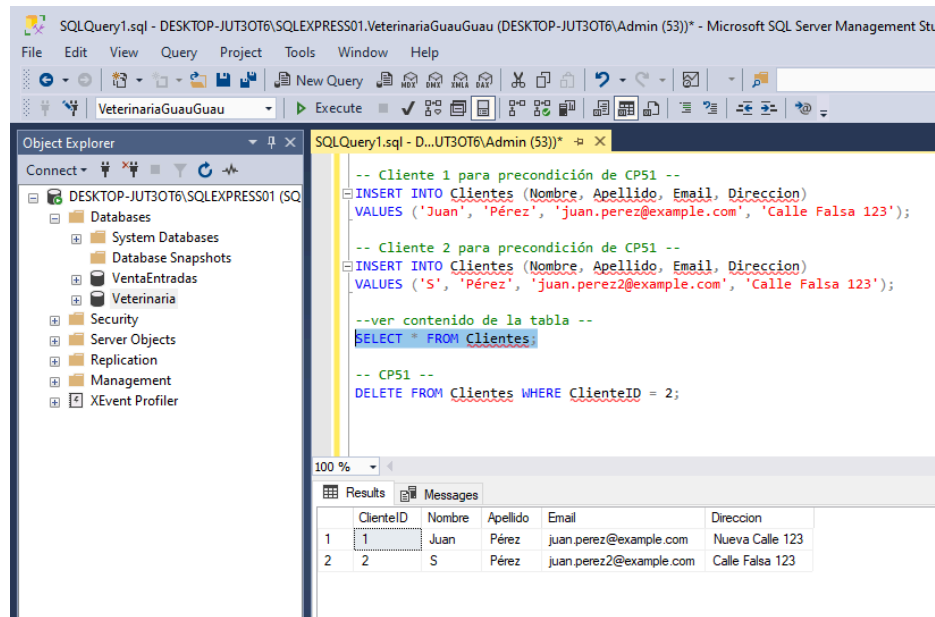 SQLQuery1.sql - DESKTOP-JUT3OT6\SQLEXPRESS01.VeterinariaGuauGuau (DESKTOP-JUT3OT6\Admin (53))* - Microsoft SQL Server Management Stu
File Edit View Query Project Tools Window Help
New Query MDX DMX XMLA DAX
VeterinariaGuauGuau Execute
Object Explorer
Connect
DESKTOP-JUT3OT6\SQLEXPRESS01 (SQ
Databases
System Databases
Database Snapshots
VentaEntradas
Veterinaria
Security
Server Objects
Replication
Management
XEvent Profiler
SQLQuery1.sql - D...UT3OT6\Admin (53))*
-- Cliente 1 para precondición de CP51 --
INSERT INTO Clientes (Nombre, Apellido, Email, Direccion)
VALUES ('Juan', 'Pérez', 'juan.perez@example.com', 'Calle Falsa 123');
-- Cliente 2 para precondición de CP51 --
INSERT INTO Clientes (Nombre, Apellido, Email, Direccion)
VALUES ('S', 'Pérez', 'juan.perez2@example.com', 'Calle Falsa 123');
--ver contenido de la tabla --
SELECT * FROM Clientes;
-- CP51 --
DELETE FROM Clientes WHERE ClienteID = 2;
100 %
Results Messages
ClienteID Nombre Apellido Email Direccion
1 1 Juan Pérez juan.perez@example.com Nueva Calle 123
2 2 S Pérez juan.perez2@example.com Calle Falsa 123